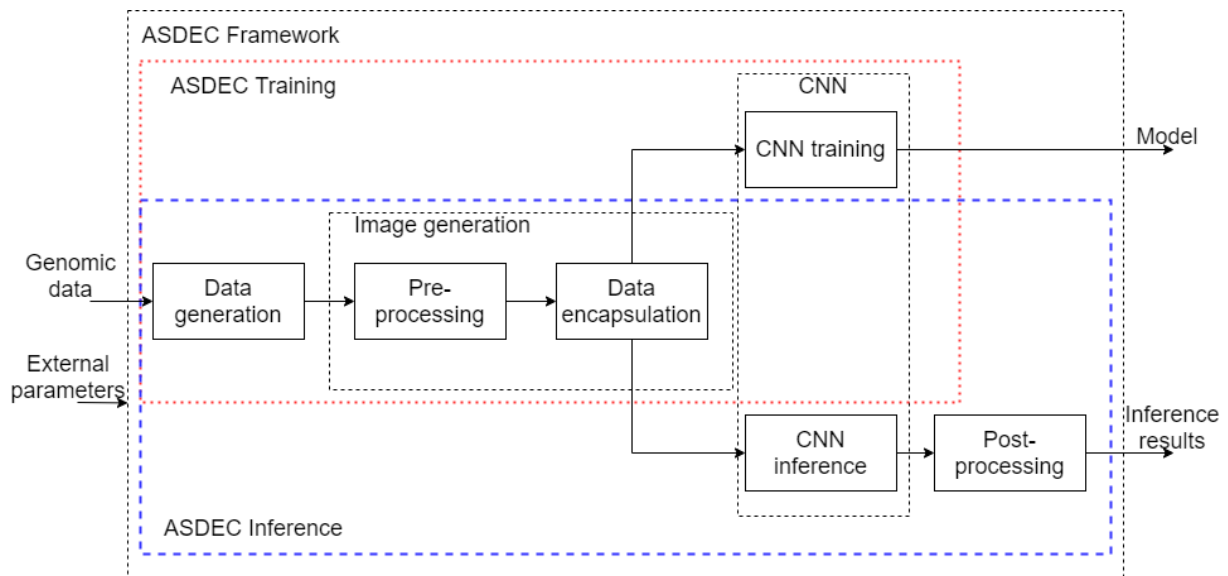 ASDEC Framework
ASDEC Training
CNN
CNN training
Model
Image generation
Genomic
data
Data
generation
Pre-
processing
Data
encapsulation
External
parameters
CNN
inference
Post-
processing
Inference
results
ASDEC Inference